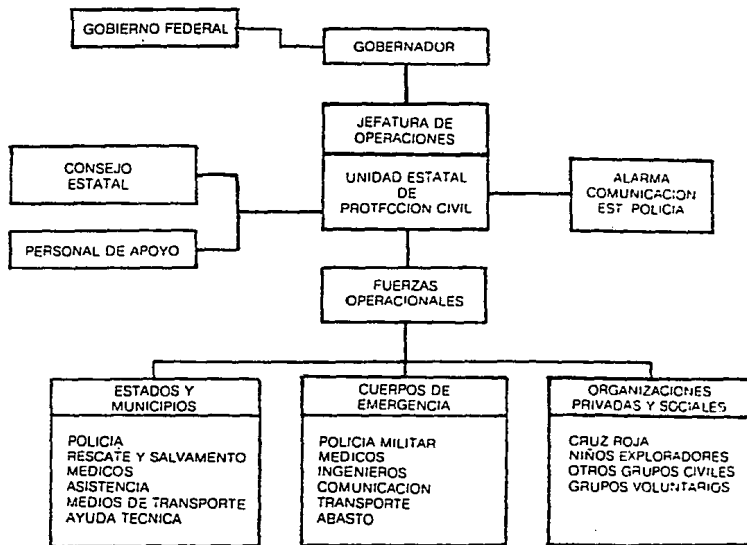 GOBIERNO FEDERAL
GOBERNADOR
JEFATURA DE
OPERACIONES
CONSEJO
ESTATAL
UNIDAD ESTATAL
DE
PROTFCCION CIVIL
ALARMA
COMUNICACION
EST. POLICIA
PERSONAL DE APOYO
FUERZAS
OPERACIONALES
ESTADOS Y
MUNICIPIOS
POLICIA
RESCATE Y SALVAMENTO
MEDICOS
ASISTENCIA
MEDIOS DE TRANSPORTE
AYUDA TECNICA
CUERPOS DE
EMERGENCIA
POLICIA MILITAR
MEDICOS
INGENIEROS
COMUNICACION
TRANSPORTE
ABASTO
ORGANIZACIONES
PRIVADAS Y SOCIALES
CRUZ ROJA
NIÑOS EXPLORADORES
OTROS GRUPOS CIVILES
GRUPOS VOLUNTARIOS